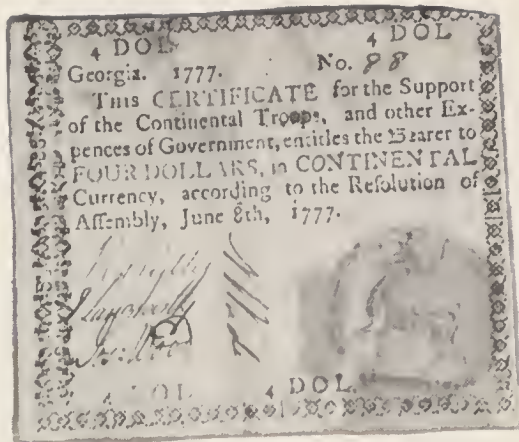 4 DOL. 4 DOL
Georgia. 1777. No. 88
THIS CERTIFICATE for the Support
of the Continental Troops, and other Ex-
pences of Government, entitles the Bearer to
FOUR DOLLARS, in CONTINENTAL
Currency, according to the Resolution of
Assembly, June 8th, 1777.
4 DOL 4 DOL.